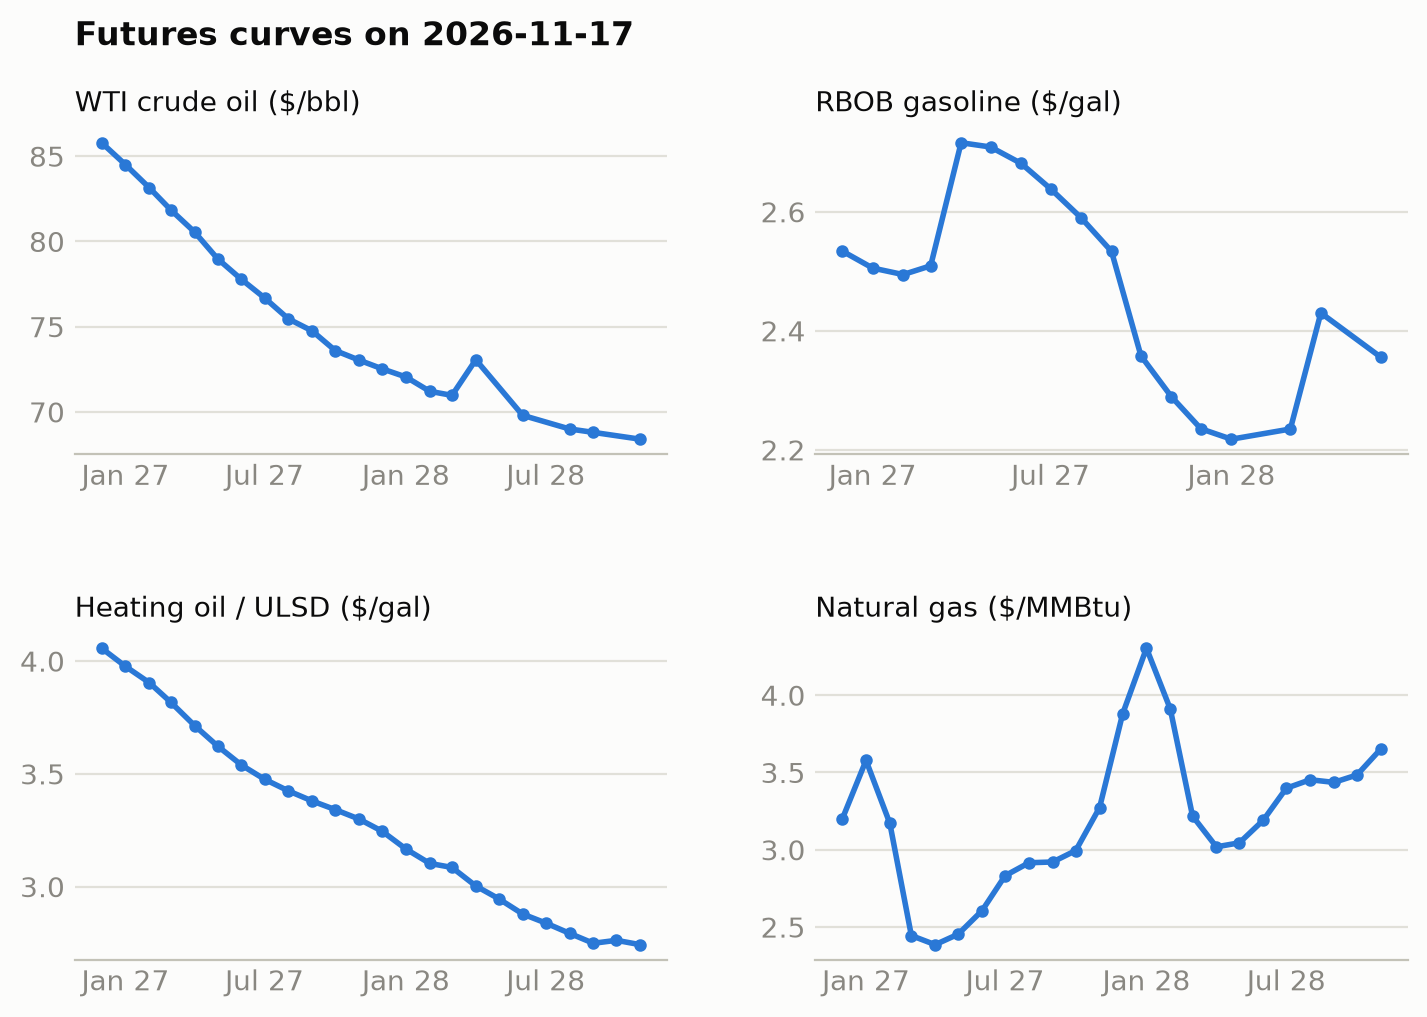 Futures curves on 2026-11-17
WTI crude oil ($/bbl)
85
80
75
70
Jan 27 Jul 27 Jan 28 Jul 28
RBOB gasoline ($/gal)
2.6
2.4
2.2
Jan 27 Jul 27 Jan 28
Heating oil / ULSD ($/gal)
4.0
3.5
3.0
Jan 27 Jul 27 Jan 28 Jul 28
Natural gas ($/MMBtu)
4.0
3.5
3.0
2.5
Jan 27 Jul 27 Jan 28 Jul 28